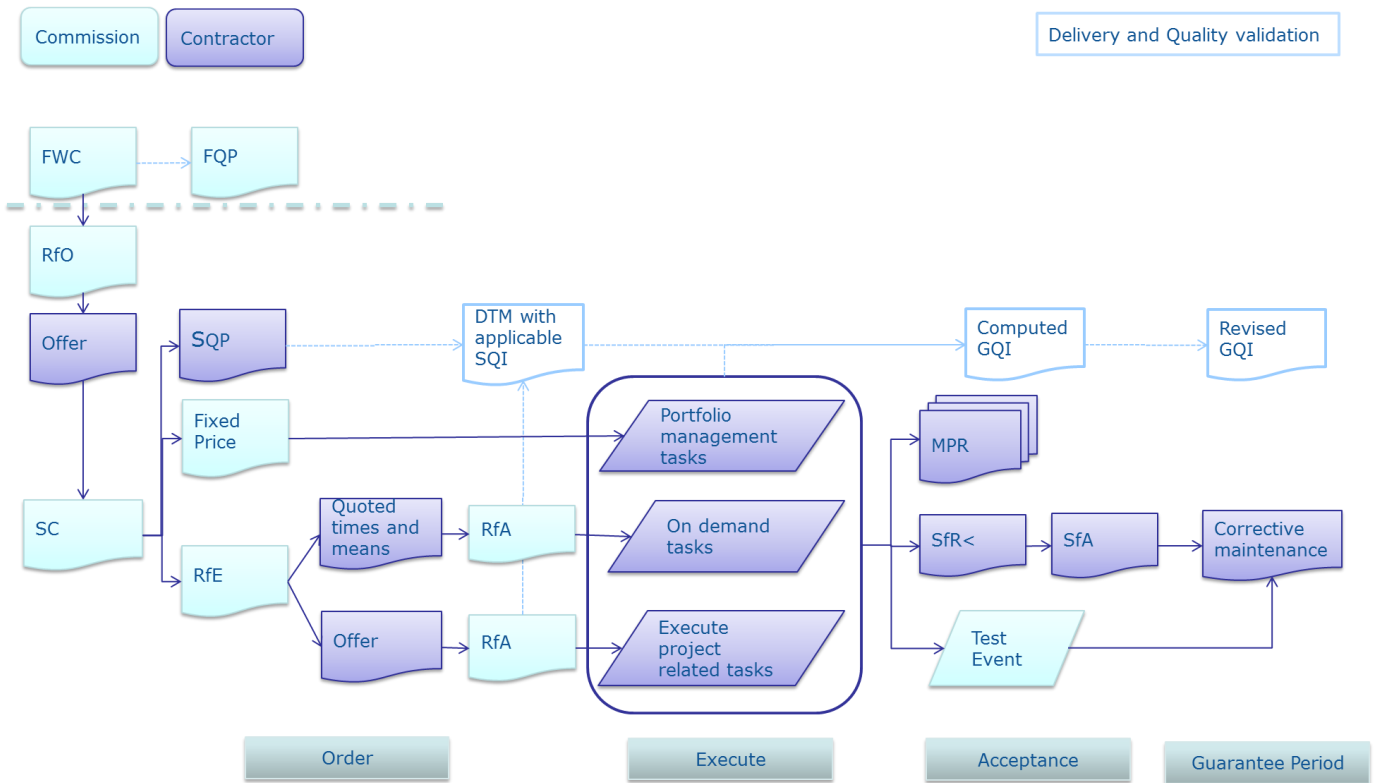 Commission
Contractor
Delivery and Quality validation
FWC
FQP
RfO
Offer
SQP
DTM with
applicable
SQI
Computed
GQI
Revised
GQI
Fixed
Price
Portfolio
management
tasks
MPR
SC
RfE
Quoted
times and
means
RfA
On demand
tasks
SfR<
SfA
Corrective
maintenance
Offer
RfA
Execute
project
related tasks
Test
Event
Order
Execute
Acceptance
Guarantee Period